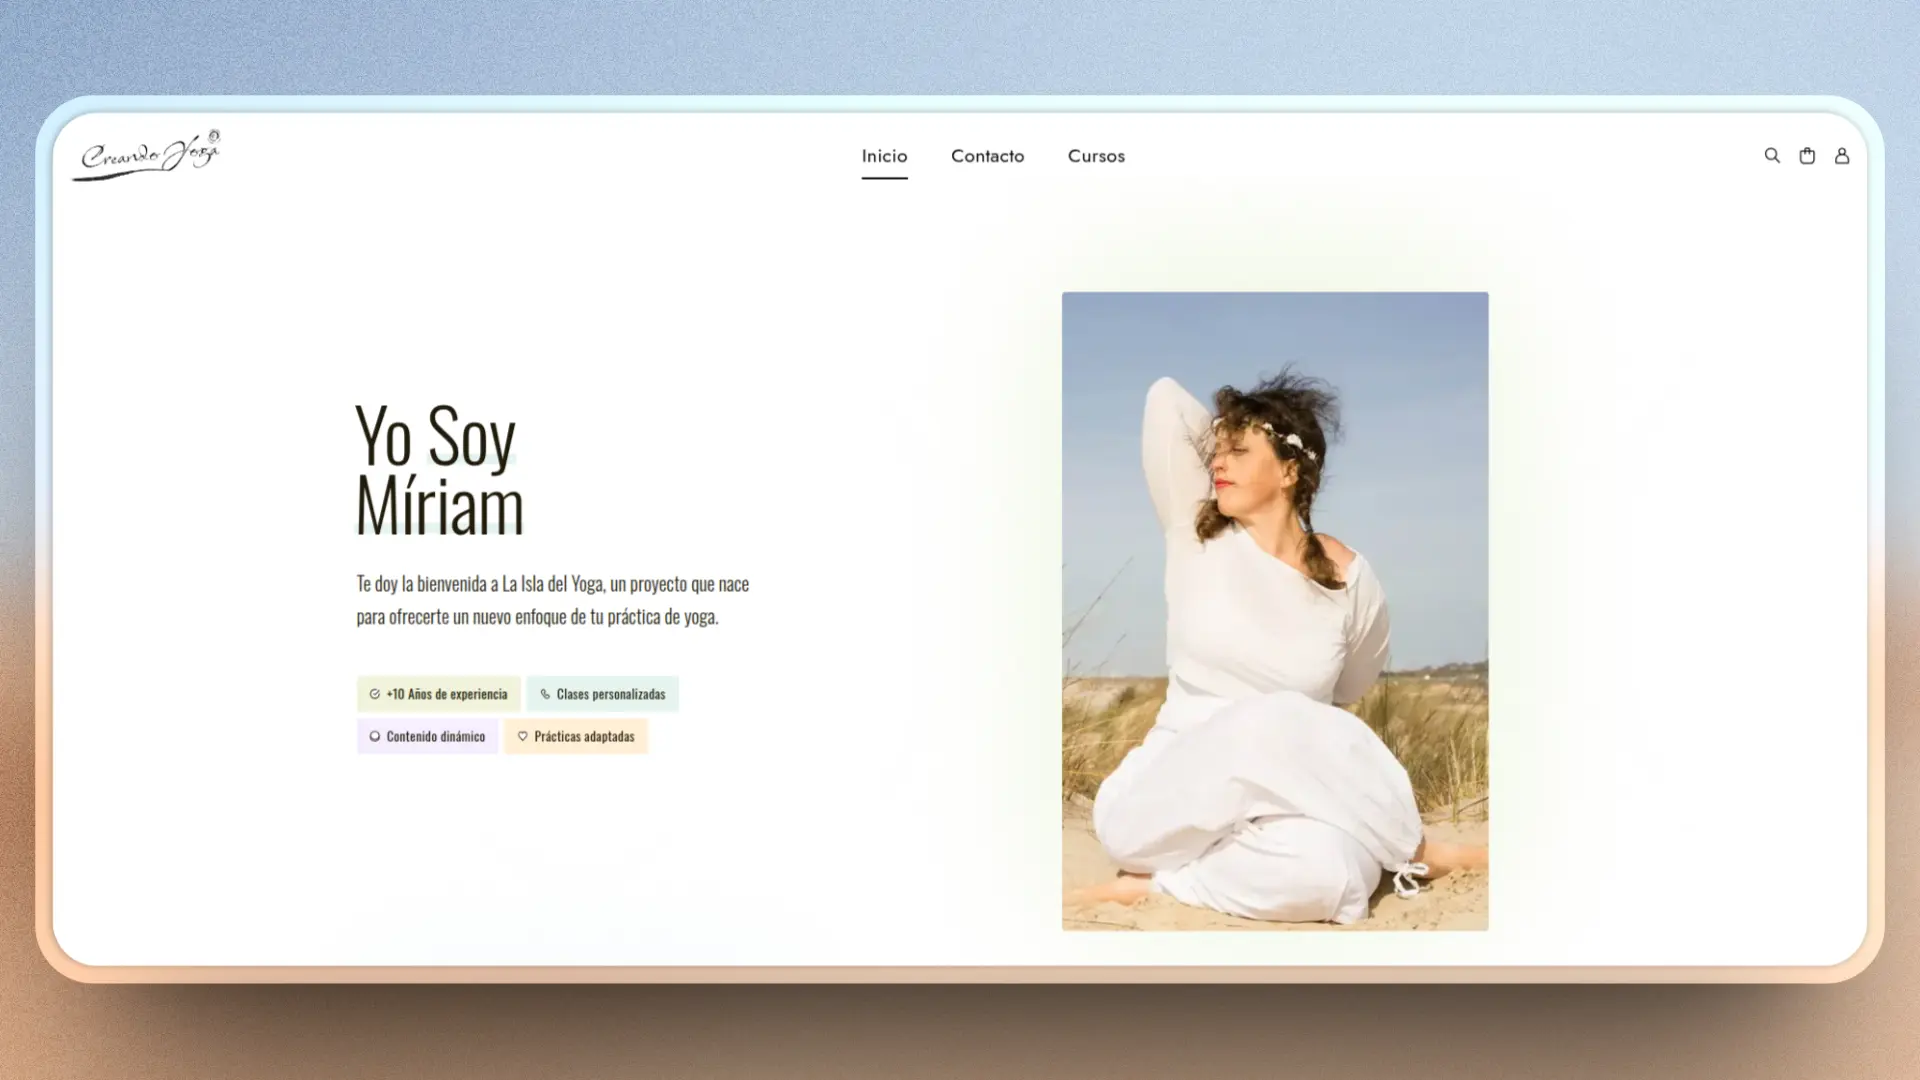 Creando Yoga
Inicio
Contacto
Cursos
Yo Soy
Míriam
Te doy la bienvenida a La Isla del Yoga, un proyecto que nace
para ofrecerte un nuevo enfoque de tu práctica de yoga.
+10 Años de experiencia
Clases personalizadas
Contenido dinámico
Prácticas adaptadas